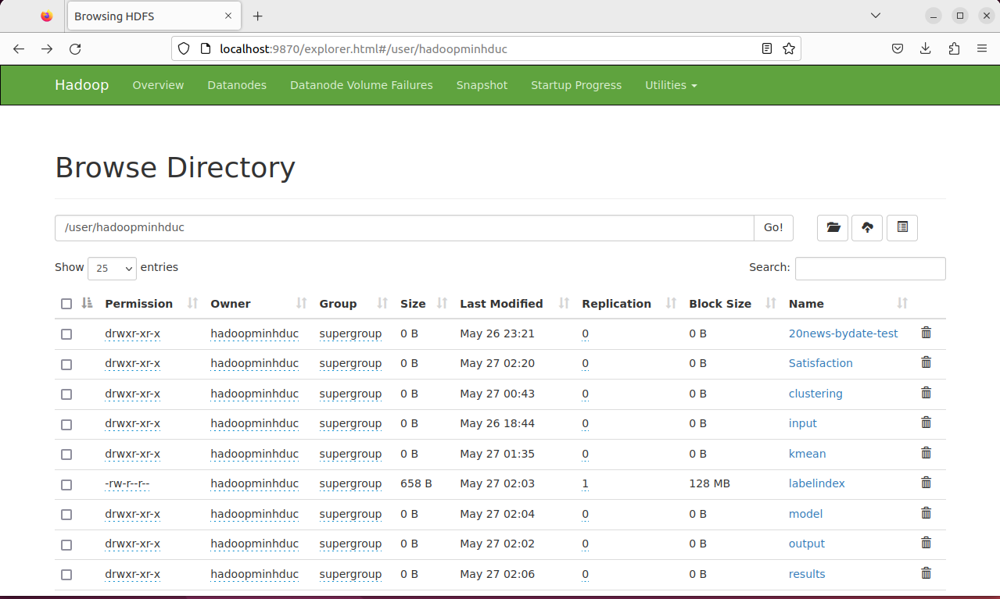 Browsing HDFS
localhost:9870/explorer.html#/user/hadoopminhduc
Hadoop Overview Datanodes Datanode Volume Failures Snapshot Startup Progress Utilities
Browse Directory
/user/hadoopminhduc Go!
Show 25 entries Search:
Permission Owner Group Size Last Modified Replication Block Size Name
drwxr-xr-x hadoopminhduc supergroup 0 B May 26 23:21 0 0 B 20news-bydate-test
drwxr-xr-x hadoopminhduc supergroup 0 B May 27 02:20 0 0 B Satisfaction
drwxr-xr-x hadoopminhduc supergroup 0 B May 27 00:43 0 0 B clustering
drwxr-xr-x hadoopminhduc supergroup 0 B May 26 18:44 0 0 B input
drwxr-xr-x hadoopminhduc supergroup 0 B May 27 01:35 0 0 B kmean
-rw-r--r-- hadoopminhduc supergroup 658 B May 27 02:03 1 128 MB labelindex
drwxr-xr-x hadoopminhduc supergroup 0 B May 27 02:04 0 0 B model
drwxr-xr-x hadoopminhduc supergroup 0 B May 27 02:02 0 0 B output
drwxr-xr-x hadoopminhduc supergroup 0 B May 27 02:06 0 0 B results